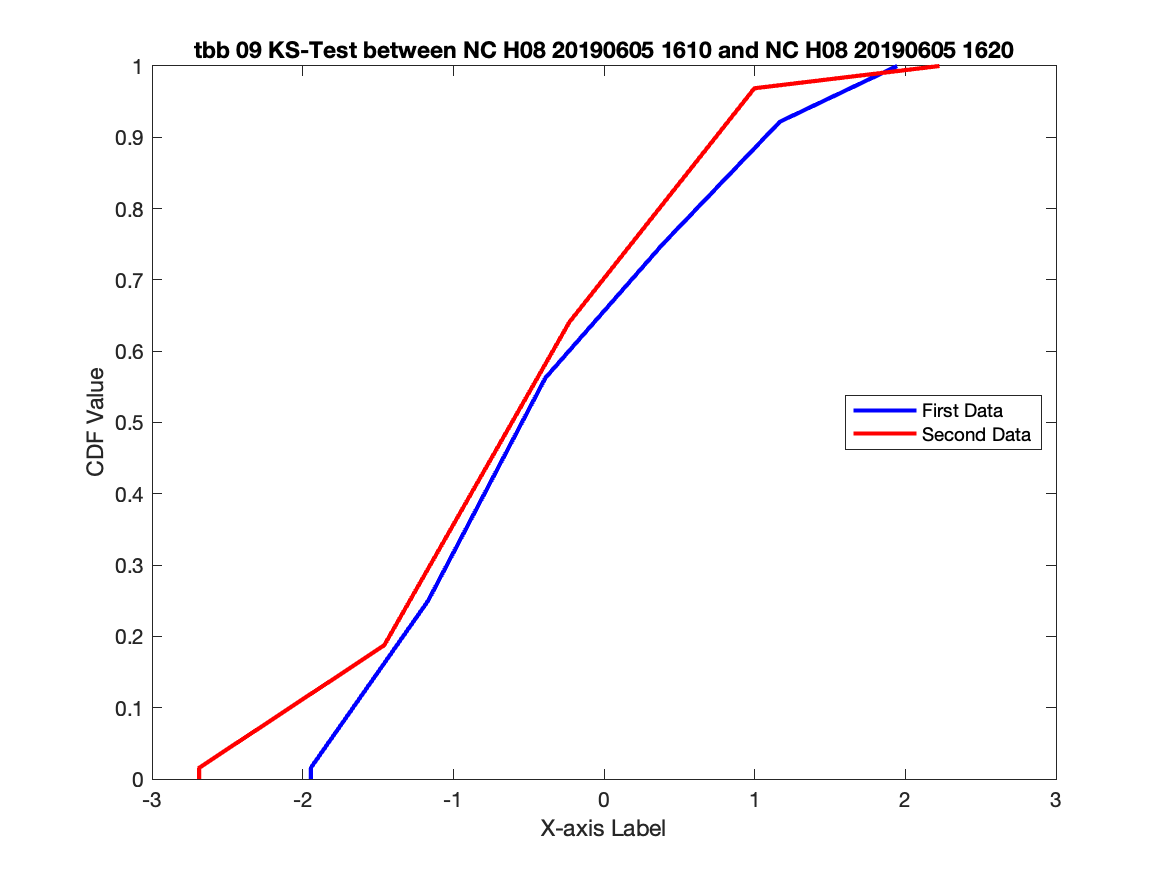 tbb 09 KS-Test between NC H08 20190605 1610 and NC H08 20190605 1620
1
0.9
0.8
0.7
0.6
0.5
0.4
0.3
0.2
0.1
0
CDF Value
First Data
Second Data
-3 -2 -1 0 1 2 3
X-axis Label